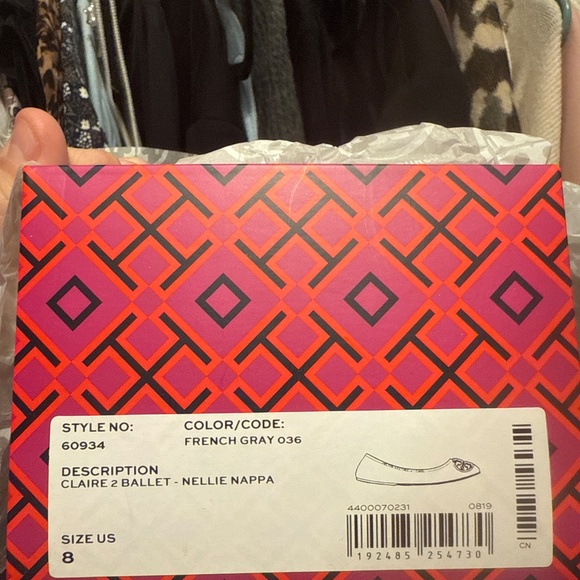 STYLE NO: COLOR/CODE:
60934 FRENCH GRAY 036
DESCRIPTION
CLAIRE 2 BALLET - NELLIE NAPPA
4400070231 0819
SIZE US
8
192485 254730
CN